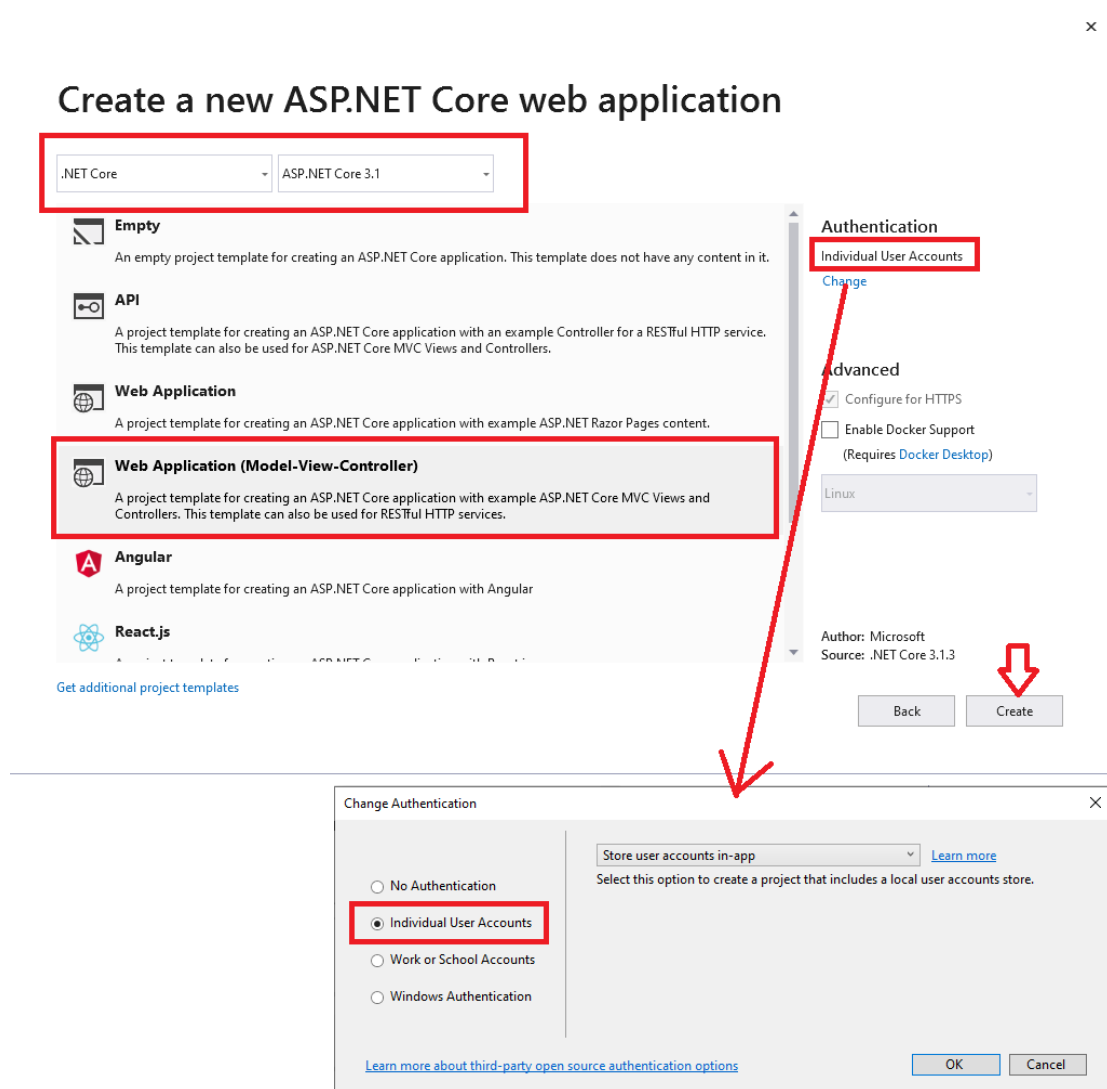 Create a new ASP.NET Core web application
.NET Core
ASP.NET Core 3.1
Empty
An empty project template for creating an ASP.NET Core application. This template does not have any content in it.
API
A project template for creating an ASP.NET Core application with an example Controller for a RESTful HTTP service.
This template can also be used for ASP.NET Core MVC Views and Controllers.
Web Application
A project template for creating an ASP.NET Core application with example ASP.NET Razor Pages content.
Web Application (Model-View-Controller)
A project template for creating an ASP.NET Core application with example ASP.NET Core MVC Views and
Controllers. This template can also be used for RESTful HTTP services.
Angular
A project template for creating an ASP.NET Core application with Angular
React.js
Get additional project templates
Authentication
Individual User Accounts
Change
Advanced
Configure for HTTPS
Enable Docker Support
(Requires Docker Desktop)
Linux
Author: Microsoft
Source: .NET Core 3.1.3
Back
Create
Change Authentication
No Authentication
Individual User Accounts
Work or School Accounts
Windows Authentication
Store user accounts in-app
Learn more
Select this option to create a project that includes a local user accounts store.
Learn more about third-party open source authentication options
OK
Cancel